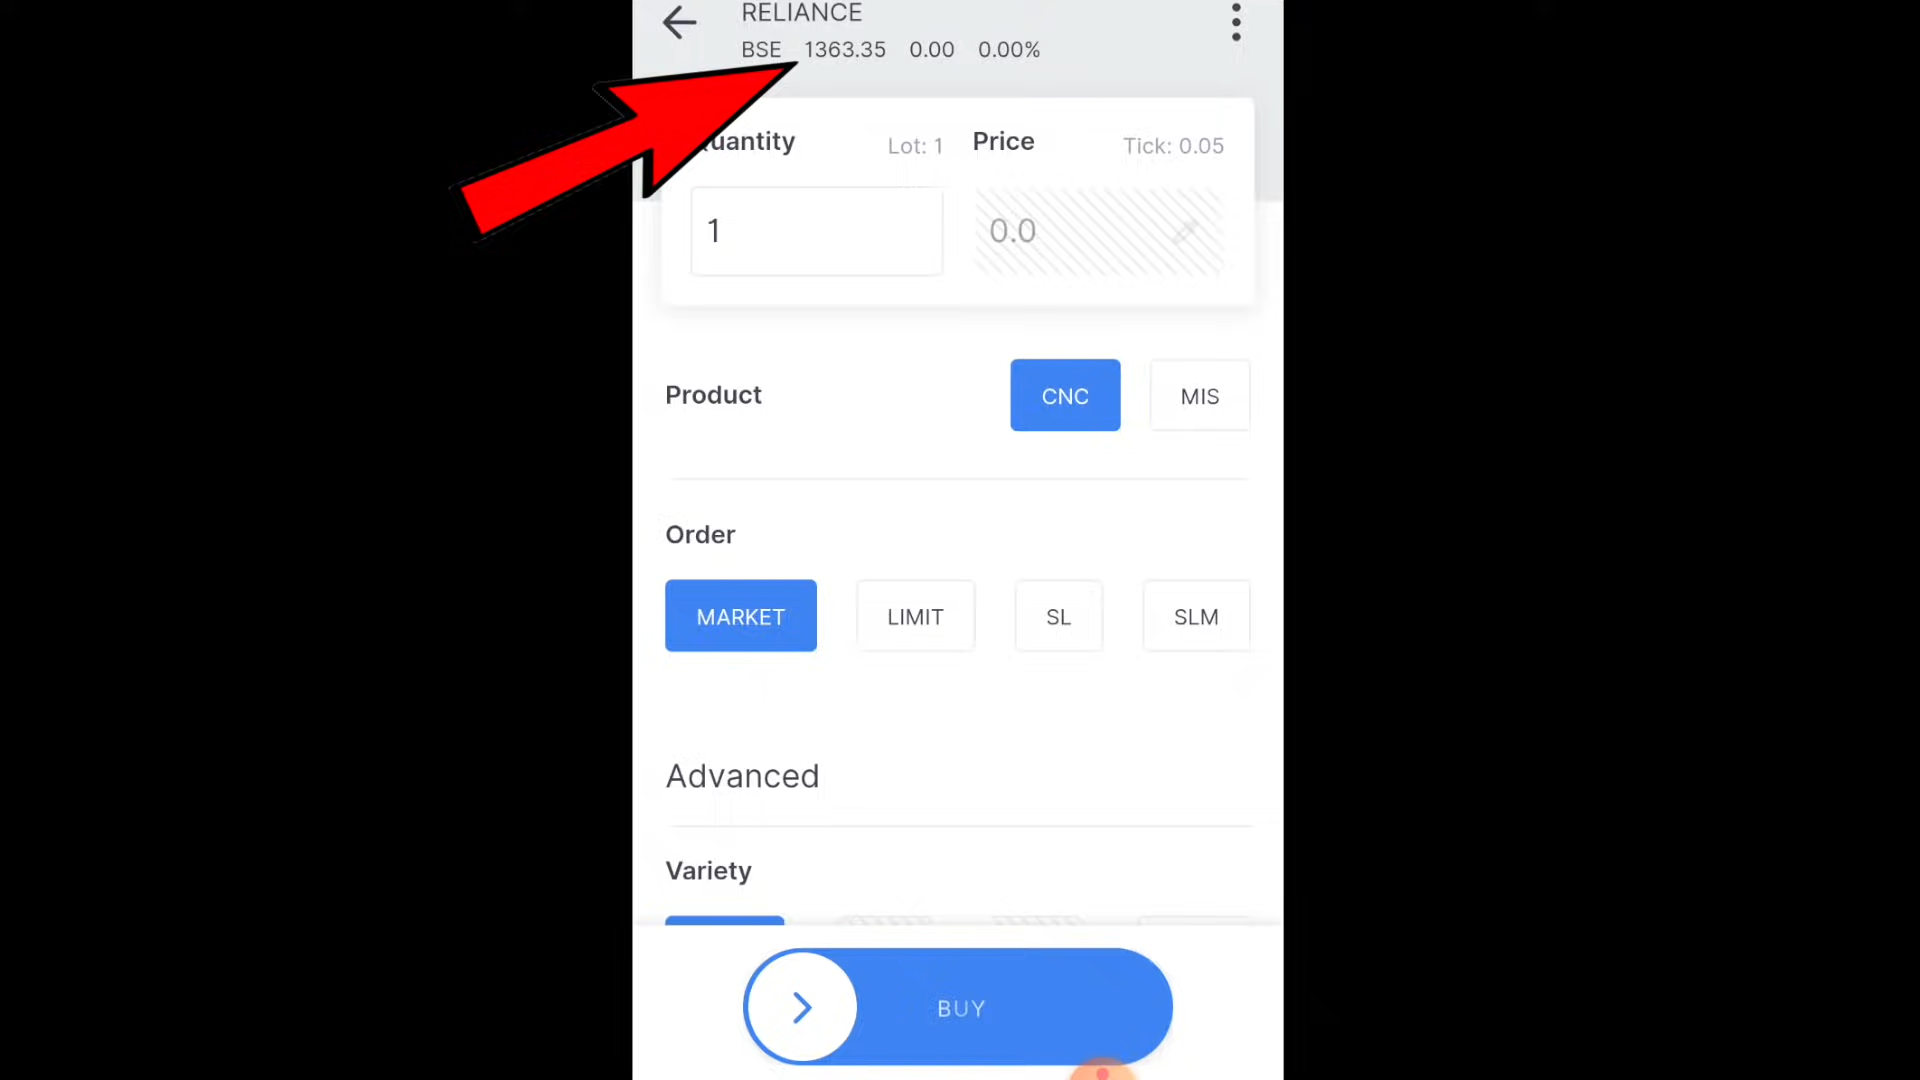 RELIANCE
BSE 1363.35 0.00 0.00%
uantity Lot: 1 Price Tick: 0.05
1 0.0
Product CNC MIS
Order
MARKET LIMIT SL SLM
Advanced
Variety
BUY